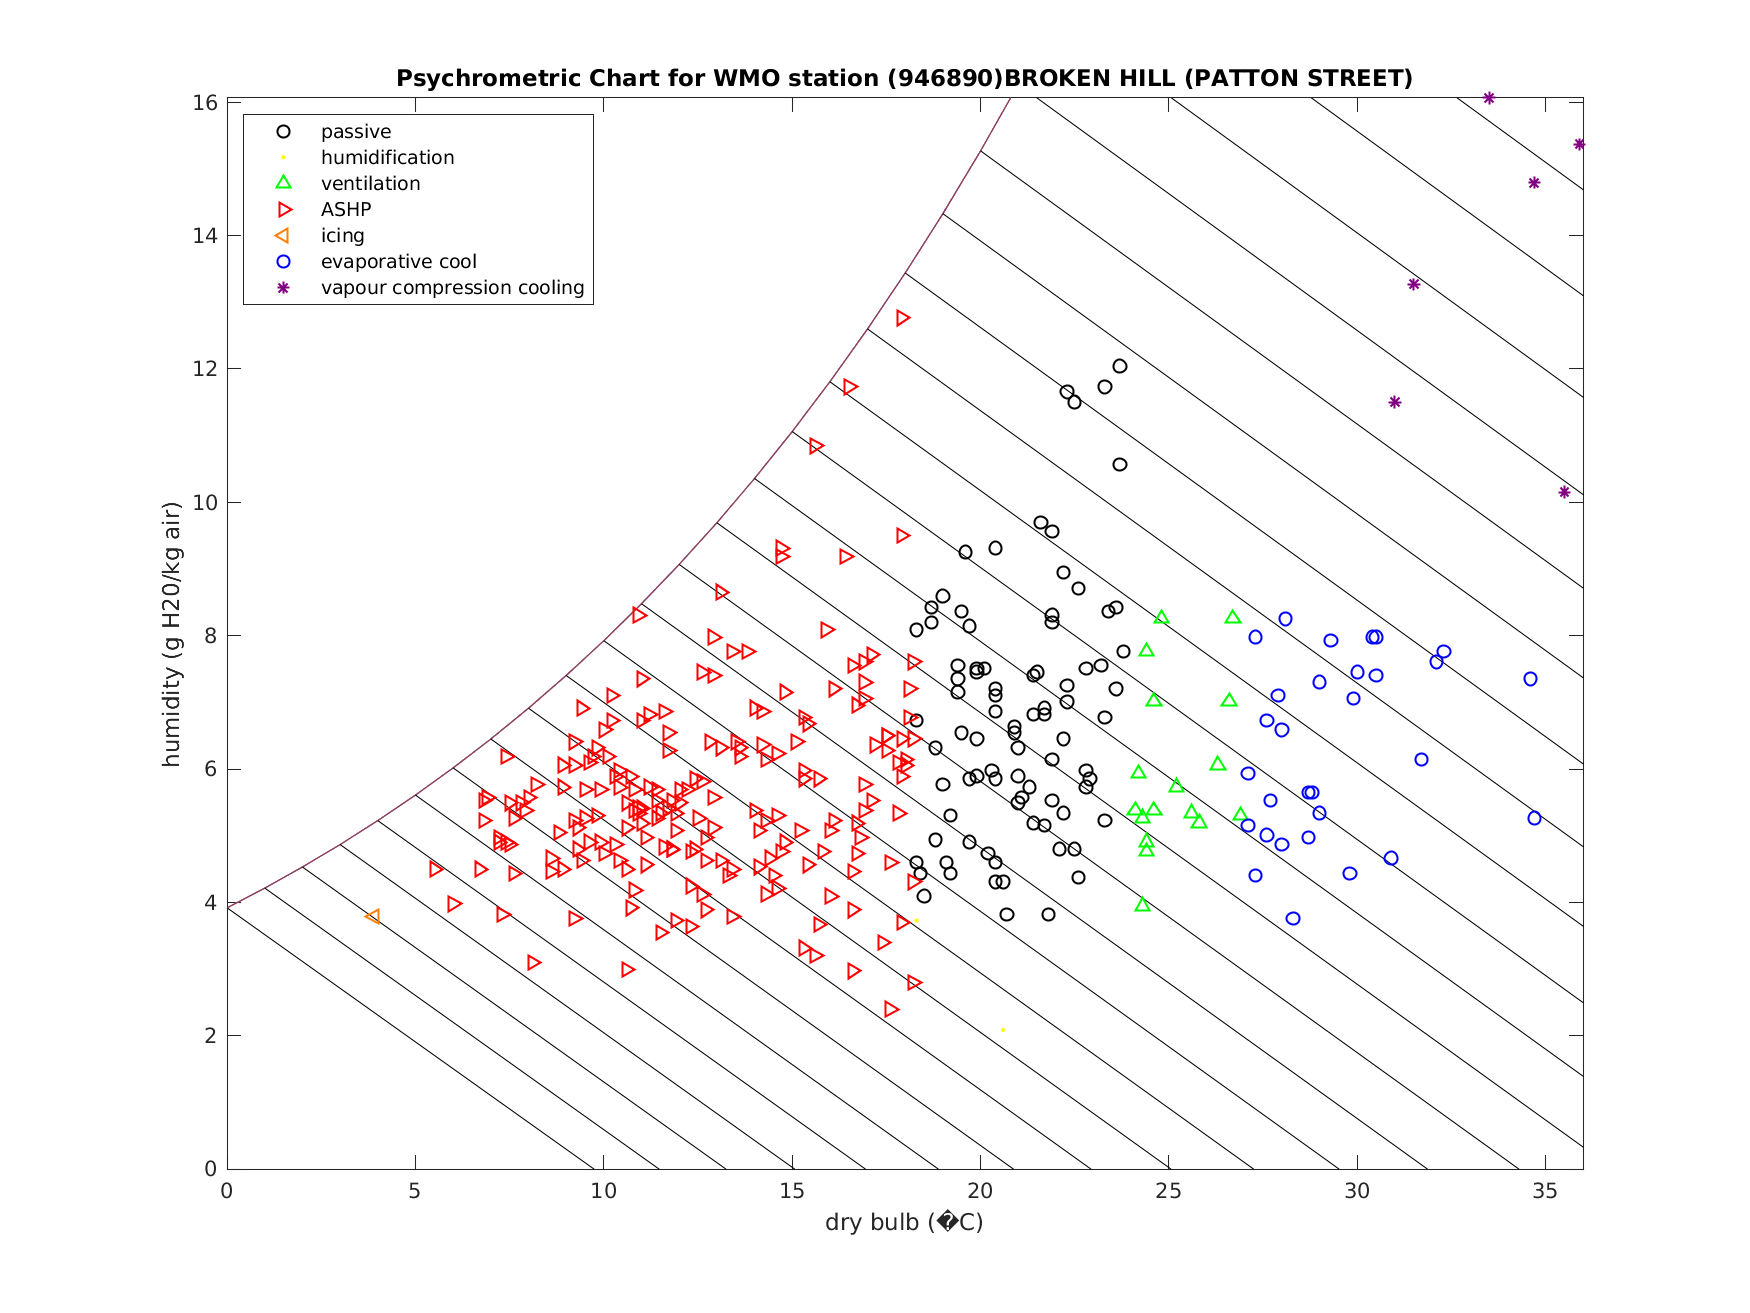 Psychrometric Chart for WMO station (946890)BROKEN HILL (PATTON STREET)
passive
humidification
ventilation
ASHP
icing
evaporative cool
vapour compression cooling
humidity (g H20/kg air)
16
14
12
10
8
6
4
2
0
0 5 10 15 20 25 30 35
dry bulb (�C)